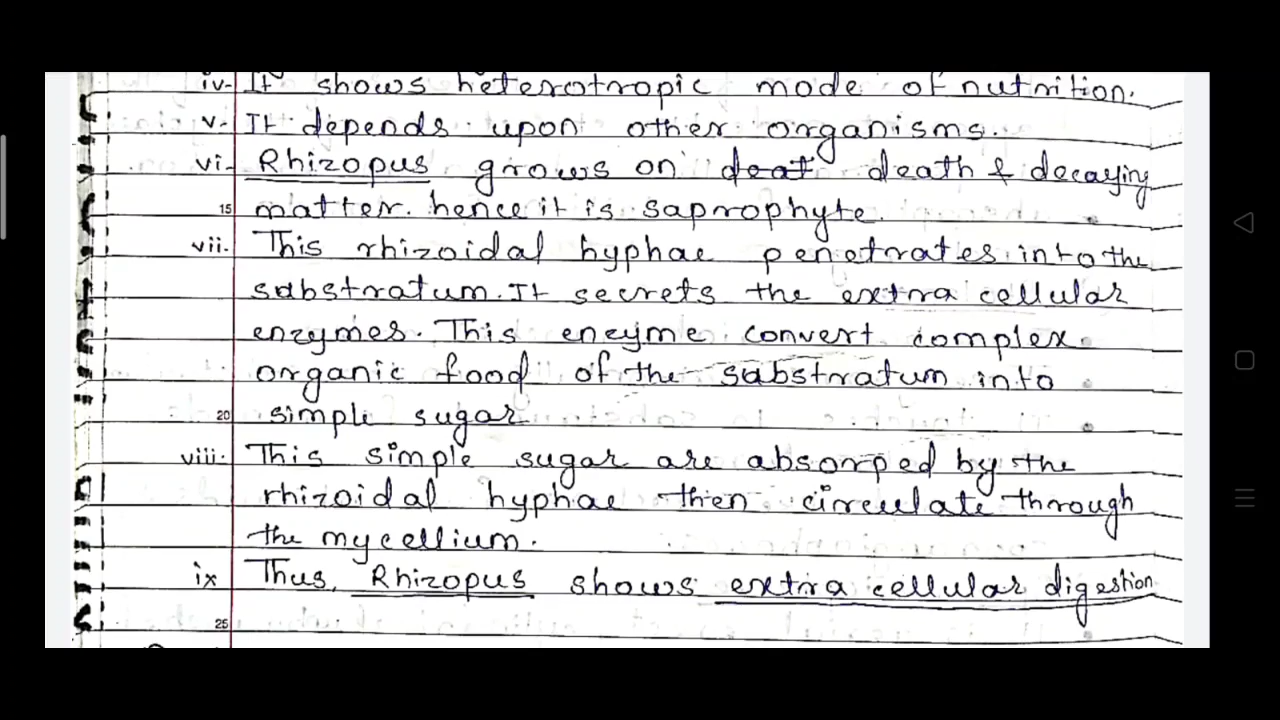 iv. It shows heterotropic mode of nutrition.
v. It depends upon other organisms.
vi. Rhizopus grows on deat death & decaying
15 matter. hence it is saprophyte.
vii. This rhizoidal hyphae penetrates into the
substratum. It secrets the extra cellular
enzymes. This enzyme convert complex
organic food of the substratum into
20 simple sugar
viii. This simple sugar are absorped by the
rhizoidal hyphae then circulate through
the mycellium.
ix Thus, Rhizopus shows extra cellular digestion
25